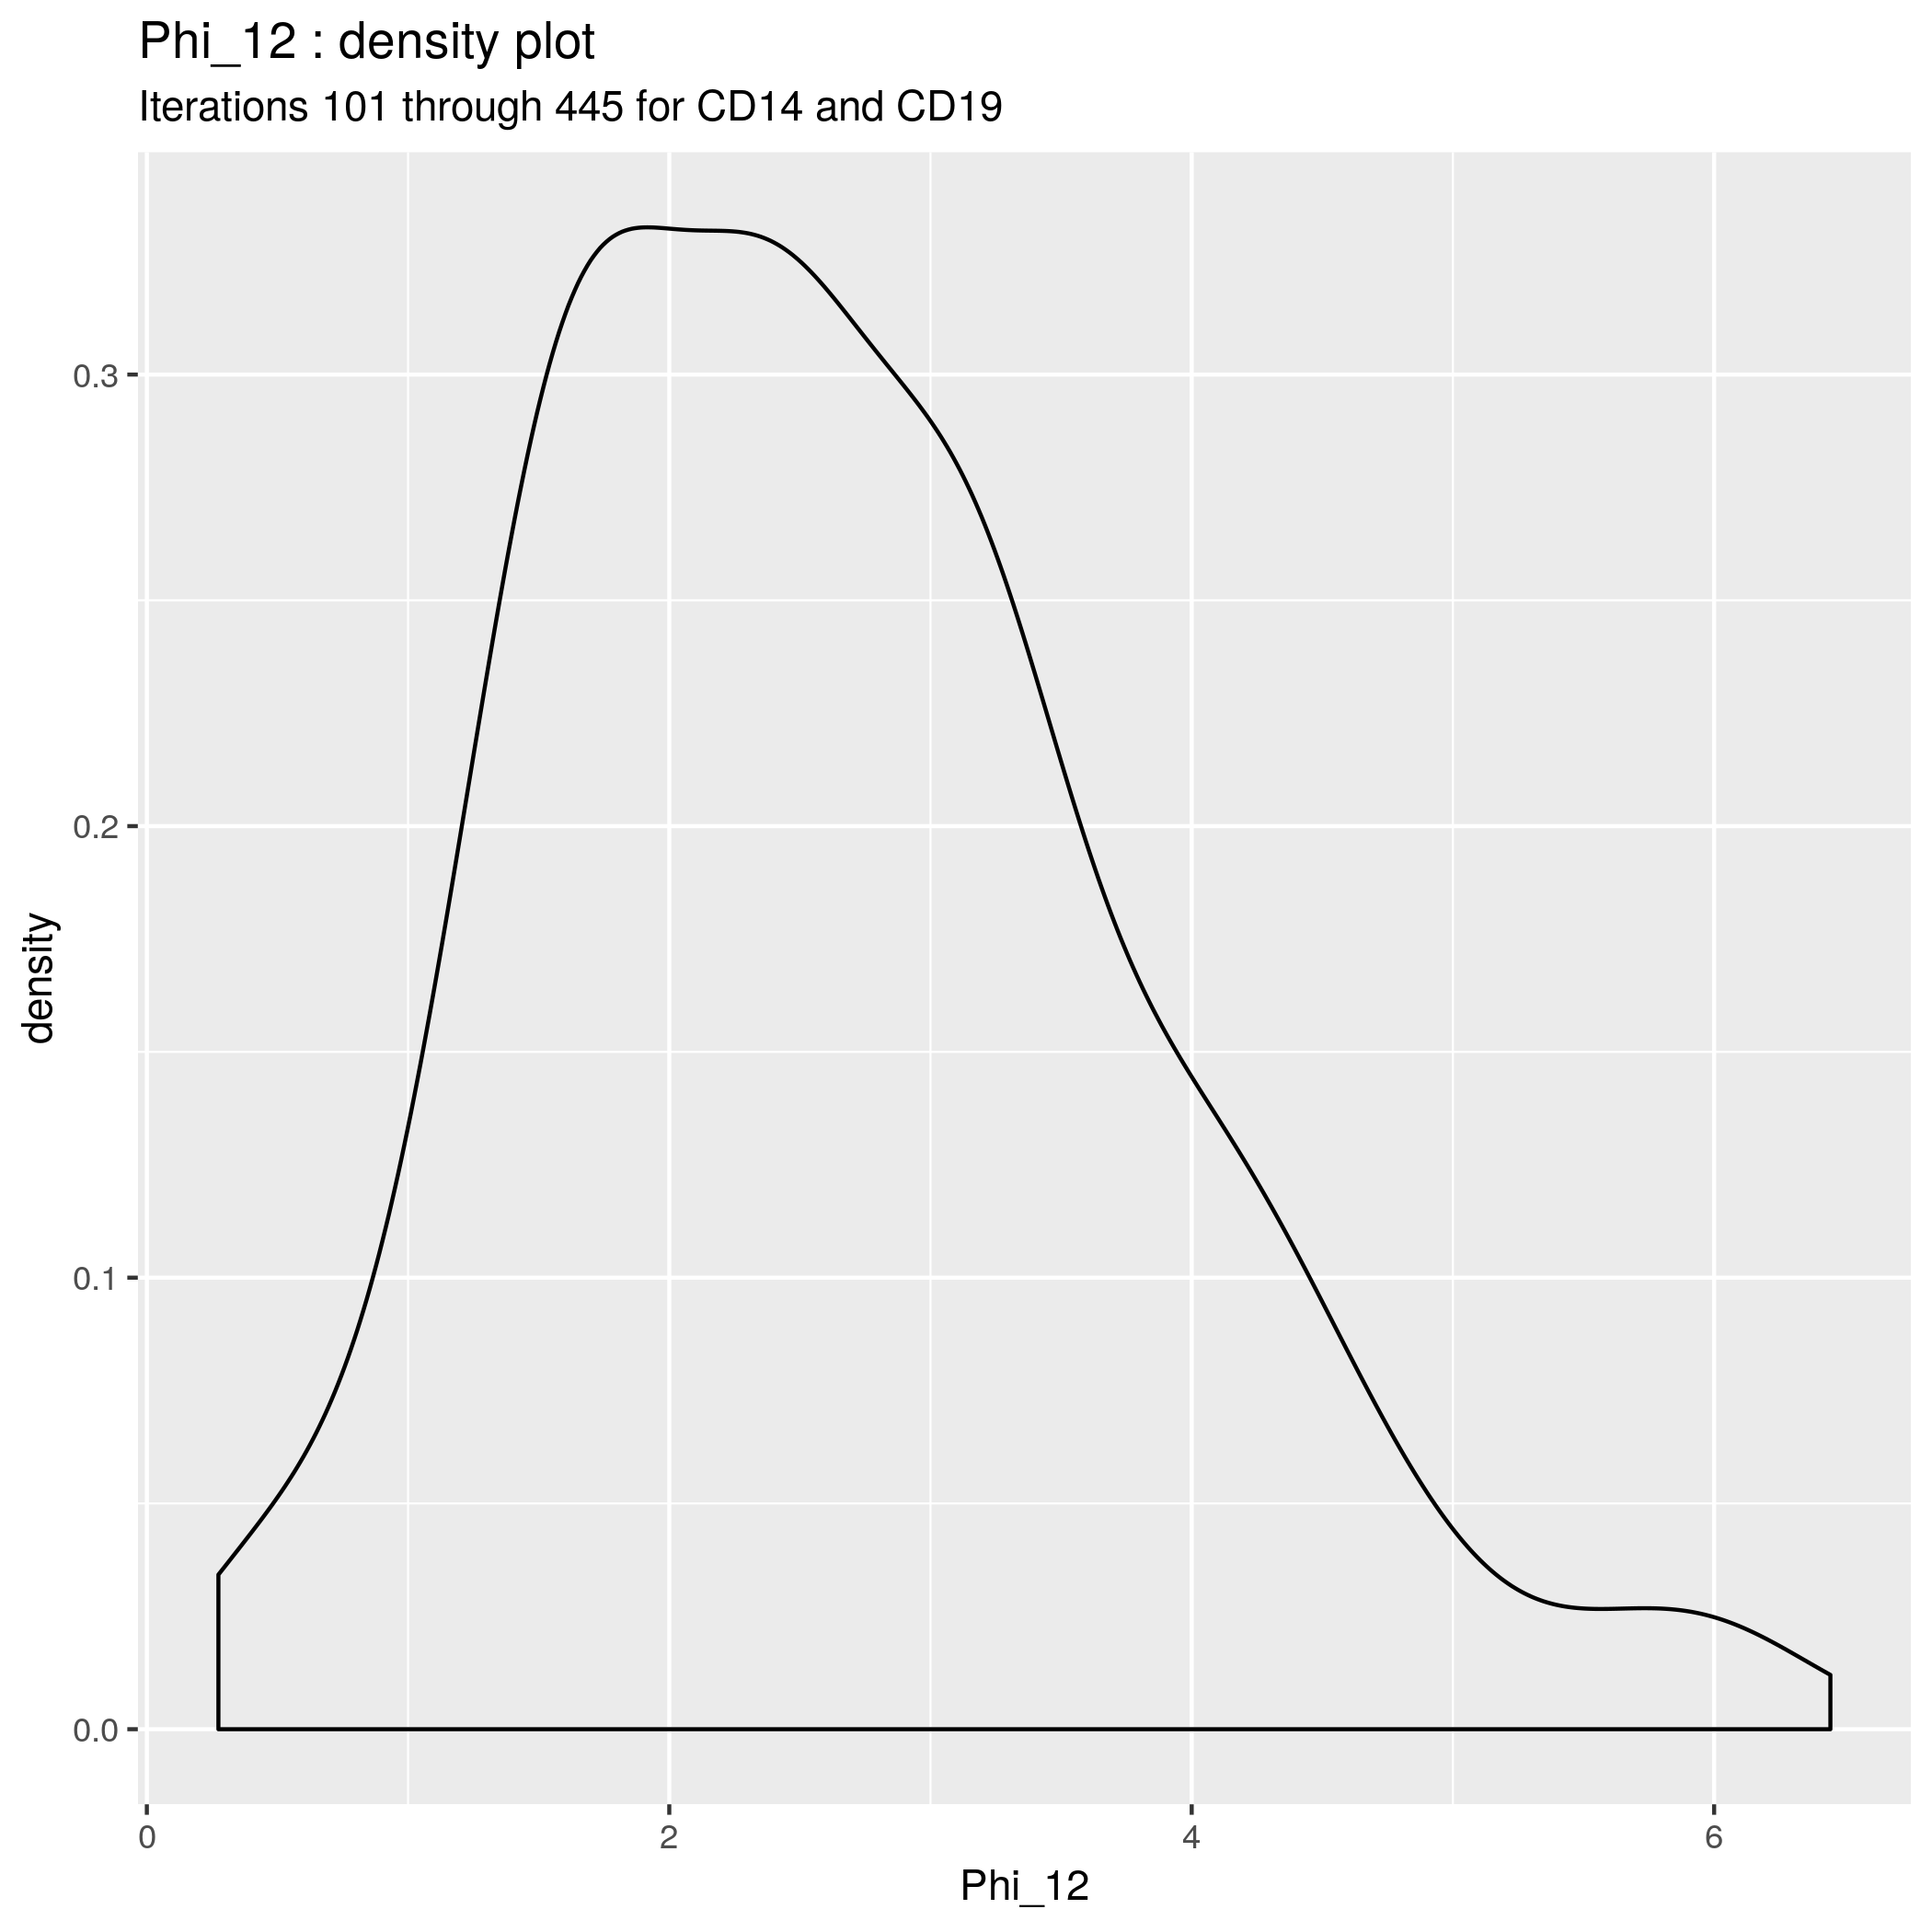 Phi_12 : density plot
Iterations 101 through 445 for CD14 and CD19
density
0.3
0.2
0.1
0.0
0 2 4 6
Phi_12